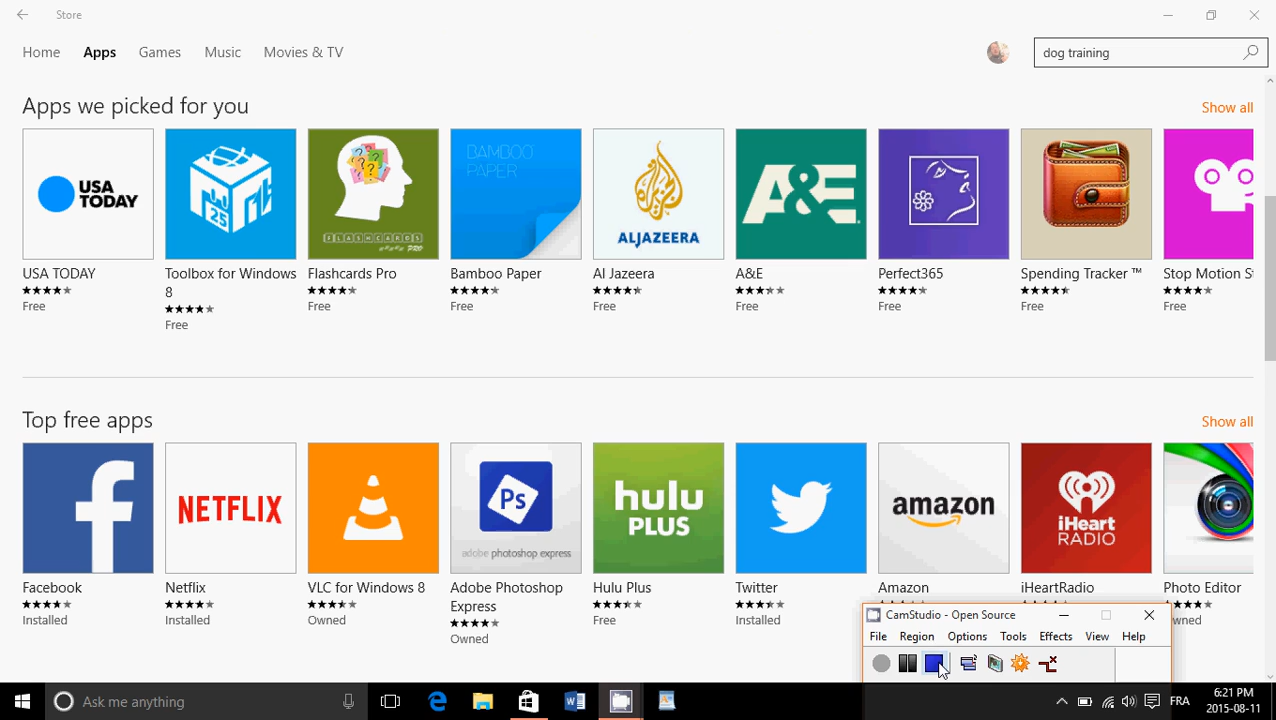 Store
Home Apps Games Music Movies & TV
dog training
Apps we picked for you
Show all
USA TODAY
25
FLASHCARDS PRO
BAMBOO PAPER
ALJAZEERA
A&E
USA TODAY
Free
Toolbox for Windows 8
Free
Flashcards Pro
Free
Bamboo Paper
Free
Al Jazeera
Free
A&E
Free
Perfect365
Free
Spending Tracker ™
Free
Stop Motion St
Free
Top free apps
Show all
f
NETFLIX
Ps
adobe photoshop express
hulu PLUS
amazon
iHeart RADIO
Facebook
Installed
Netflix
Installed
VLC for Windows 8
Owned
Adobe Photoshop Express
Owned
Hulu Plus
Free
Twitter
Installed
Amazon
iHeartRadio
Photo Editor
wned
CamStudio - Open Source
File Region Options Tools Effects View Help
Ask me anything
FRA
6:21 PM
2015-08-11